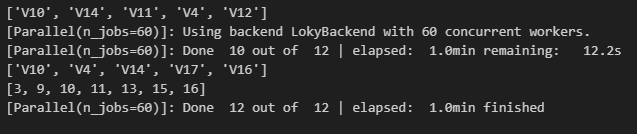 ['V10', 'V14', 'V11', 'V4', 'V12']
[Parallel(n_jobs=60)]: Using backend LokyBackend with 60 concurrent workers.
[Parallel(n_jobs=60)]: Done  10 out of  12 | elapsed:  1.0min remaining:   12.2s
['V10', 'V4', 'V14', 'V17', 'V16']
[3, 9, 10, 11, 13, 15, 16]
[Parallel(n_jobs=60)]: Done  12 out of  12 | elapsed:  1.0min finished